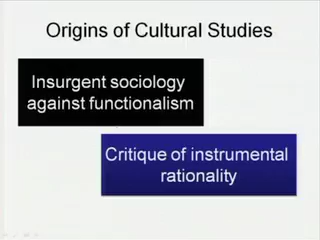 Origins of Cultural Studies
Insurgent sociology
against functionalism
Critique of instrumental
rationality